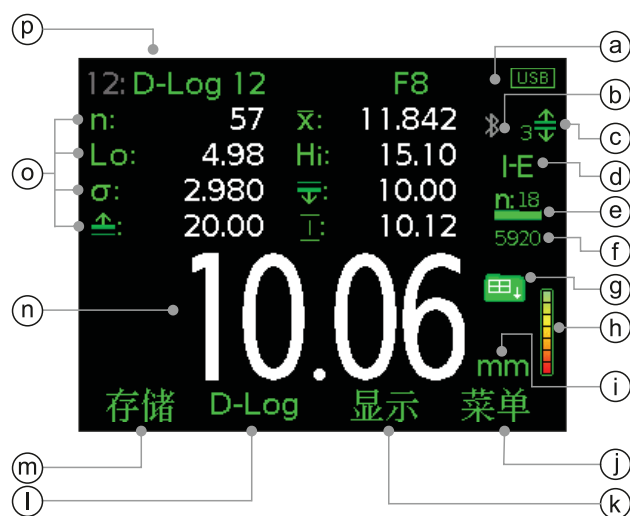 p
a
12: D-Log 12 F8 USB
b
n: 57 x̅: 11.842 3
c
o
Lo: 4.98 Hi: 15.10 I-E
d
σ: 2.980 10.00 n:18
e
20.00 10.12 5920
f
g
n
10.06
h
mm
i
存储 D-Log 显示 菜单
m
l
k
j